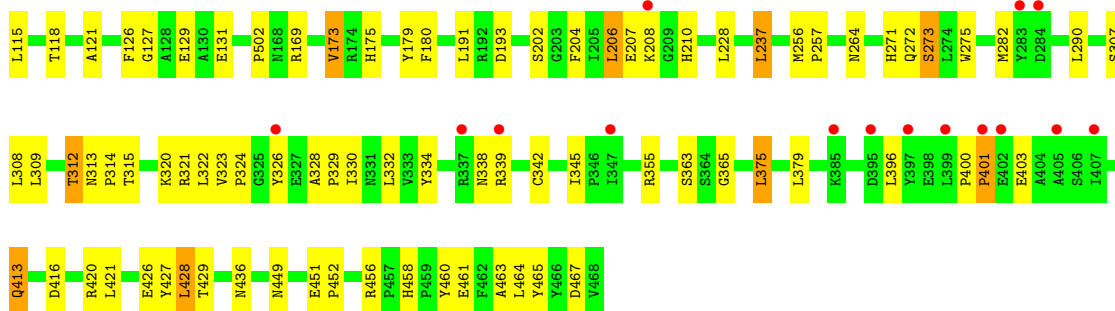 L115 T118 A121 F126 G127 A128 E129 A130 E131 P502 N168 R169 V173 R174 H175 Y179 F180 L191 R192 D193 S202 G203 F204 I205 L206 E207 K208 G209 H210 L228 L237 M256 P257 N264 H271 Q272 S273 L274 W275 M282 Y283 D284 L290 S307
L308 L309 T312 N313 P314 T315 K320 R321 L322 V323 P324 G325 Y326 E327 A328 P329 I330 N331 L332 V333 Y334 R337 N338 R339 C342 I345 P346 I347 R355 S363 S364 G365 L375 L379 K385 D395 L396 Y397 E398 L399 P400 P401 E402 E403 A404 A405 S406 I407
Q413 D416 R420 L421 E426 Y427 L428 T429 N436 N449 E451 P452 R456 P457 H458 P459 Y460 E461 F462 A463 L464 Y465 Y466 D467 V468